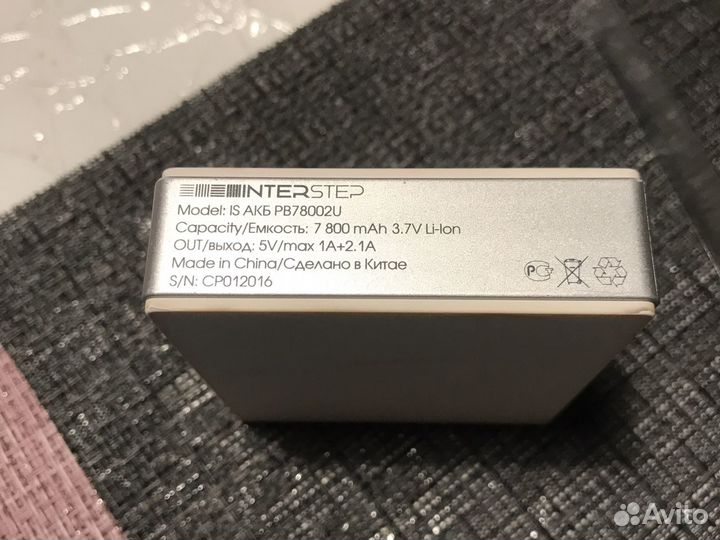 INTERSTEP
Model: IS АКБ PB78002U
Capacity/Емкость: 7 800 mAh 3.7V Li-Ion
OUT/выход: 5V/max 1A+2.1A
Made in China/Сделано в Китае
S/N: CP012016
РСТ
Avito